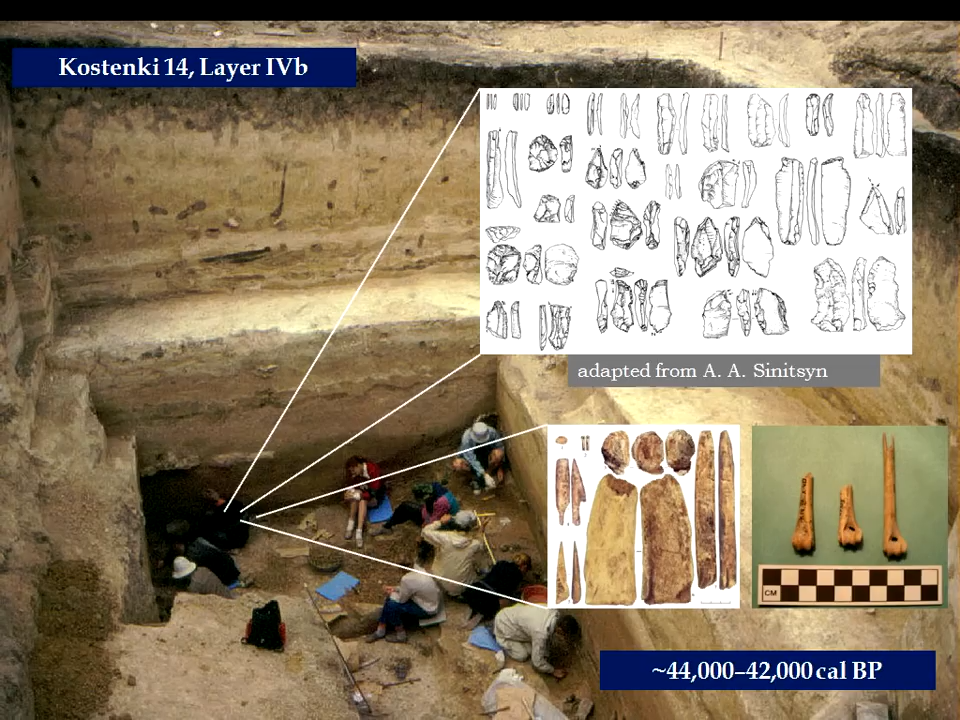 Kostenki 14, Layer IVb
adapted from A. A. Sinitsyn
CM
~44,000–42,000 cal BP